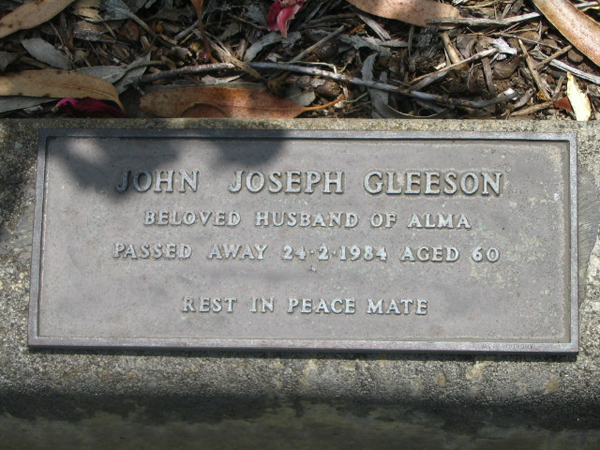 JOHN JOSEPH GLEESON
BELOVED HUSBAND OF ALMA
PASSED AWAY 24·2·1984 AGED 60
REST IN PEACE MATE